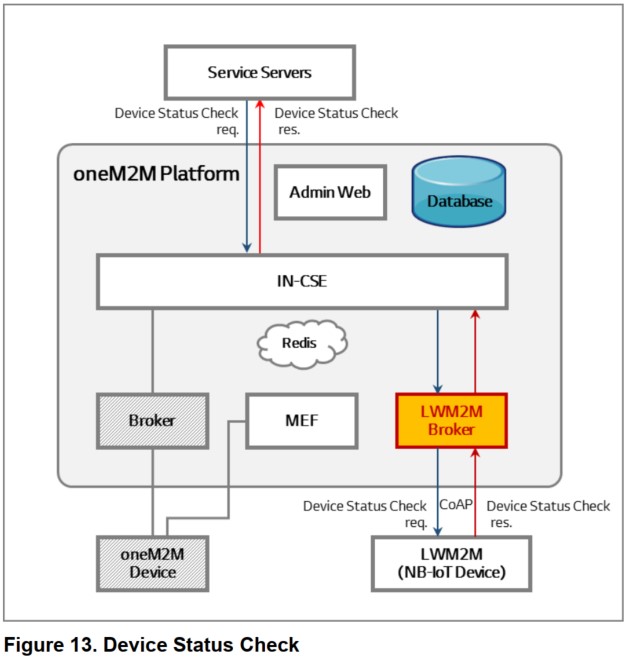 Service Servers
Device Status Check
req.
Device Status Check
res.
oneM2M Platform
Admin Web
Database
IN-CSE
Redis
Broker
MEF
LWM2M
Broker
Device Status Check
req.
CoAP
Device Status Check
res.
oneM2M
Device
LWM2M
(NB-IoT Device)
Figure 13. Device Status Check